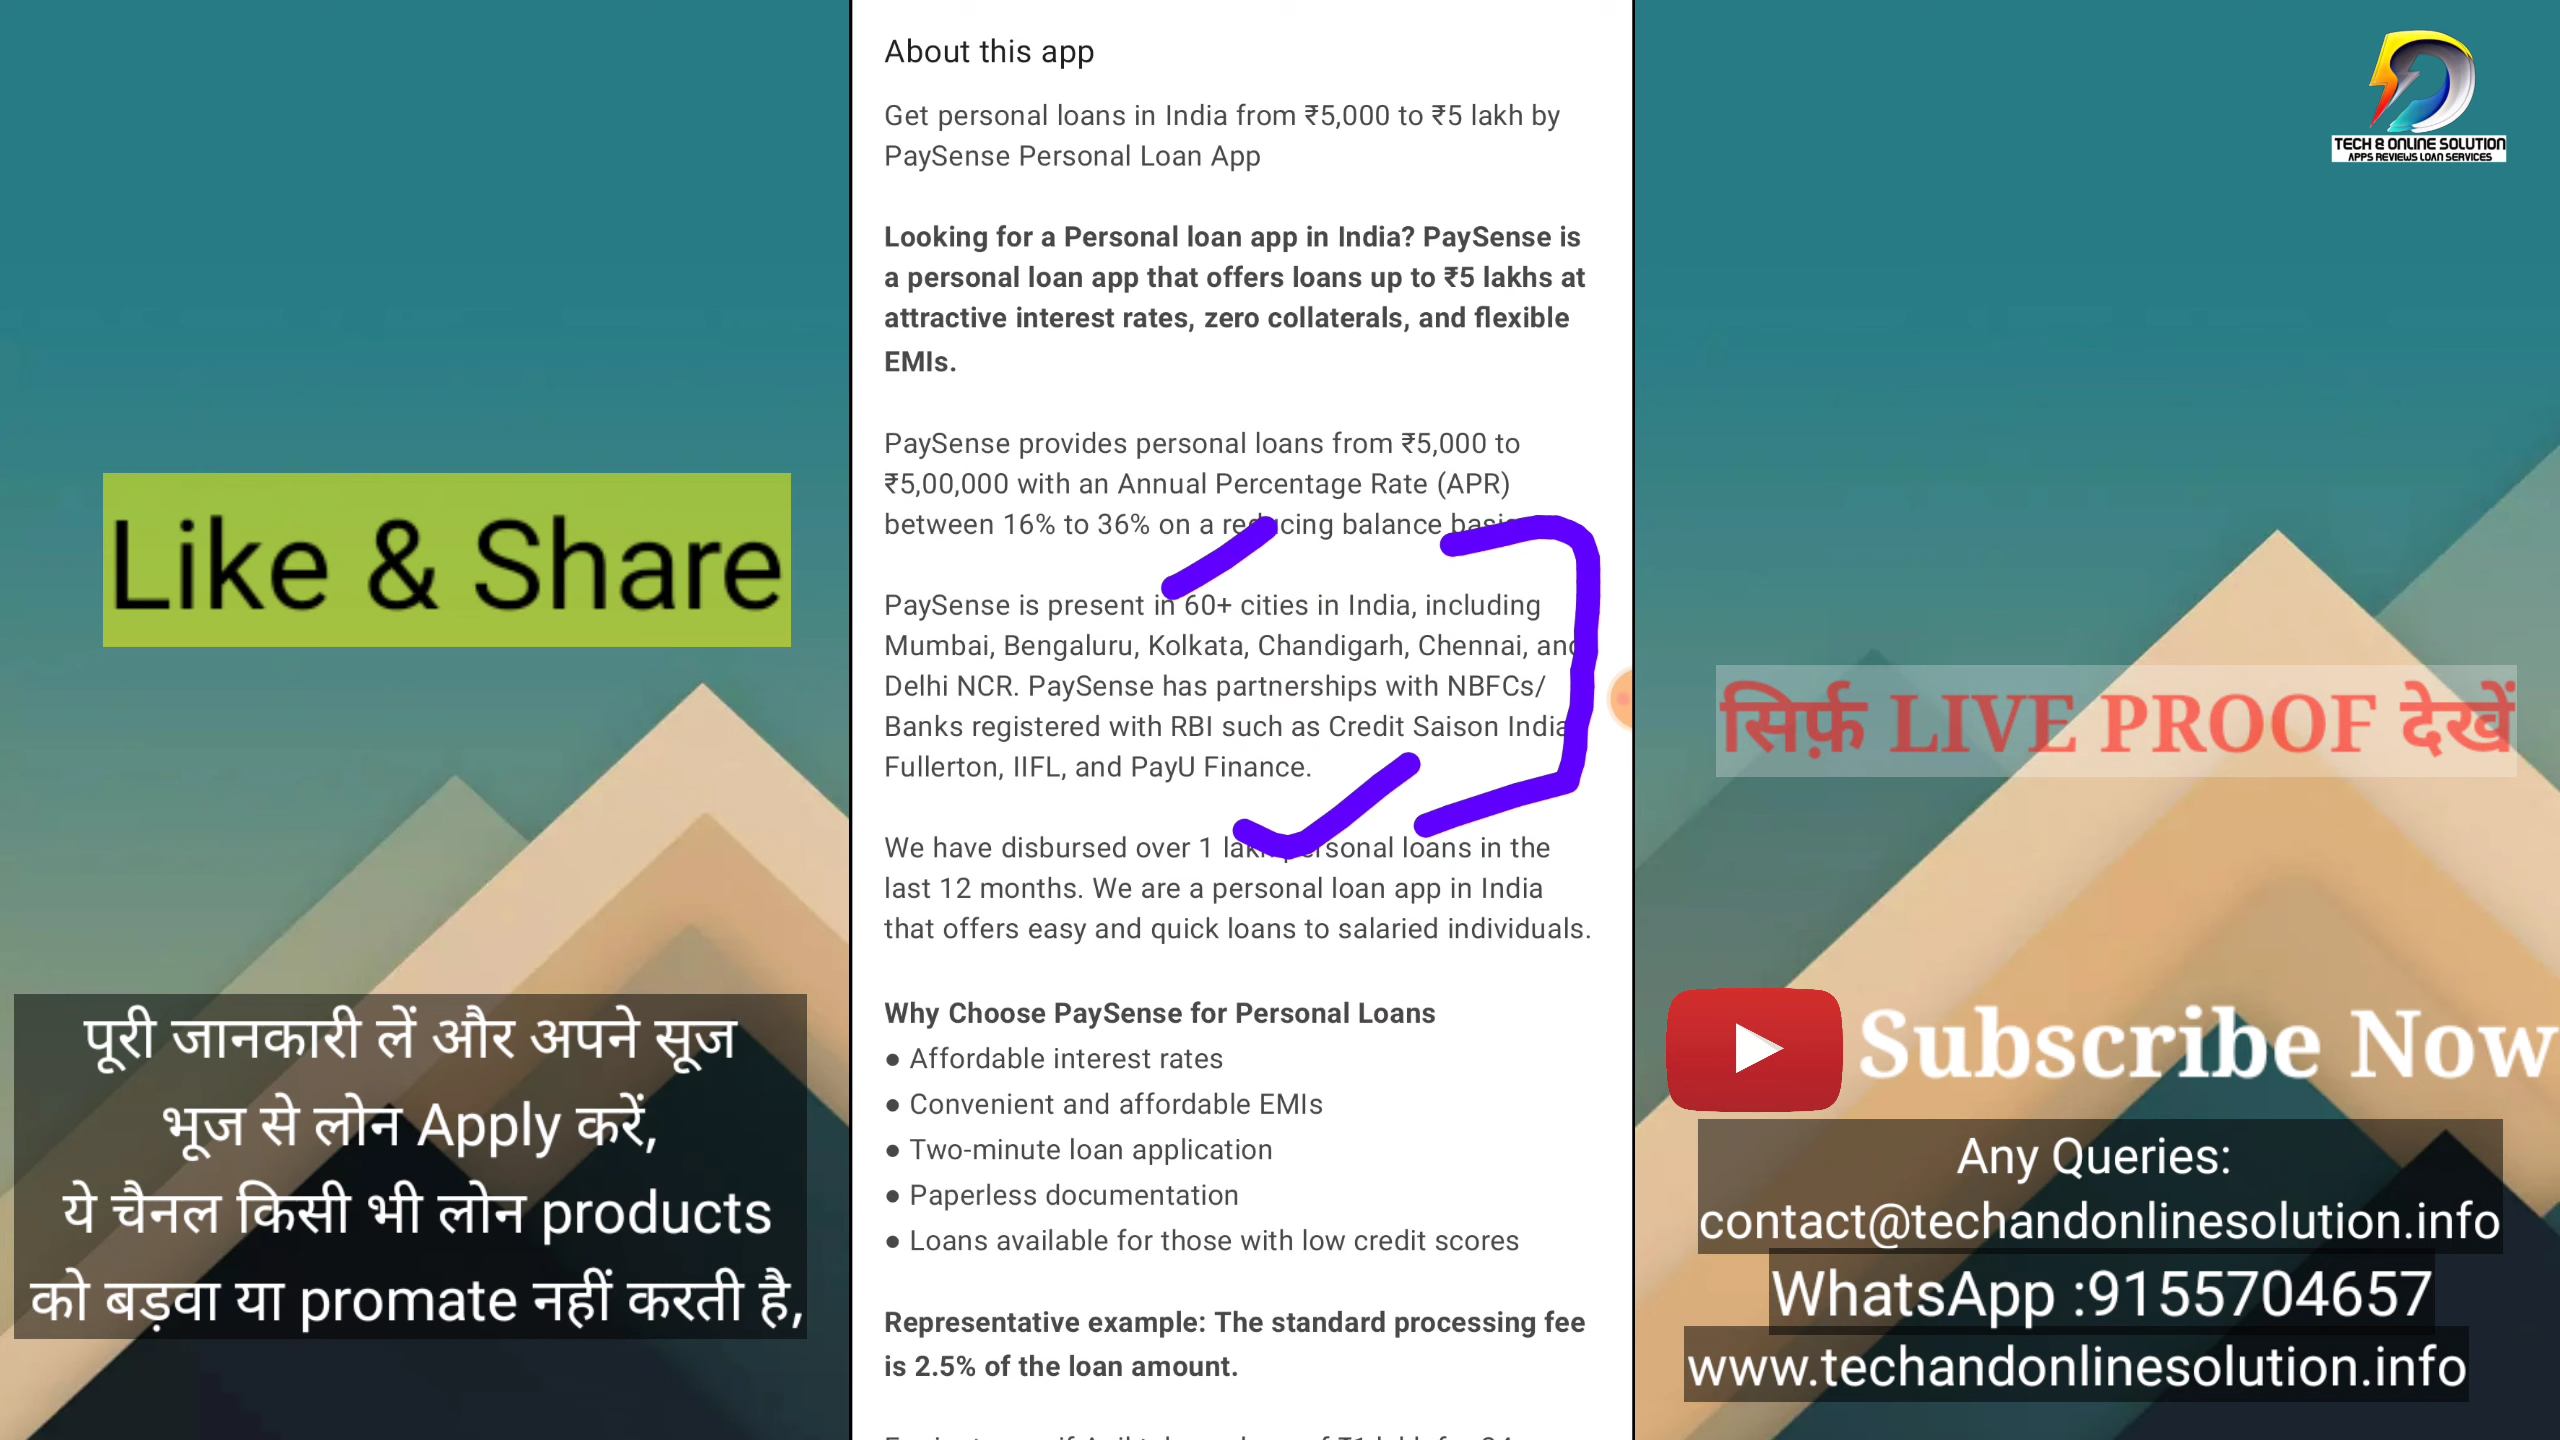 About this app
Get personal loans in India from ₹5,000 to ₹5 lakh by
PaySense Personal Loan App
Looking for a Personal loan app in India? PaySense is
a personal loan app that offers loans up to ₹5 lakhs at
attractive interest rates, zero collaterals, and flexible
EMIs.
PaySense provides personal loans from ₹5,000 to
₹5,00,000 with an Annual Percentage Rate (APR)
between 16% to 36% on a reducing balance basis
PaySense is present in 60+ cities in India, including
Mumbai, Bengaluru, Kolkata, Chandigarh, Chennai, and
Delhi NCR. PaySense has partnerships with NBFCs/
Banks registered with RBI such as Credit Saison India
Fullerton, IIFL, and PayU Finance.
We have disbursed over 1 lakh personal loans in the
last 12 months. We are a personal loan app in India
that offers easy and quick loans to salaried individuals.
Why Choose PaySense for Personal Loans
● Affordable interest rates
● Convenient and affordable EMIs
● Two-minute loan application
● Paperless documentation
● Loans available for those with low credit scores
Representative example: The standard processing fee
is 2.5% of the loan amount.
Like & Share
पूरी जानकारी लें और अपने सूज
भूज से लोन Apply करें,
ये चैनल किसी भी लोन products
को बड़वा या promate नहीं करती है,
TECH & ONLINE SOLUTION
APPS REVIEWS LOAN SERVICES
सिर्फ़ LIVE PROOF देखें
Subscribe Now
Any Queries:
contact@techandonlinesolution.info
WhatsApp :9155704657
www.techandonlinesolution.info